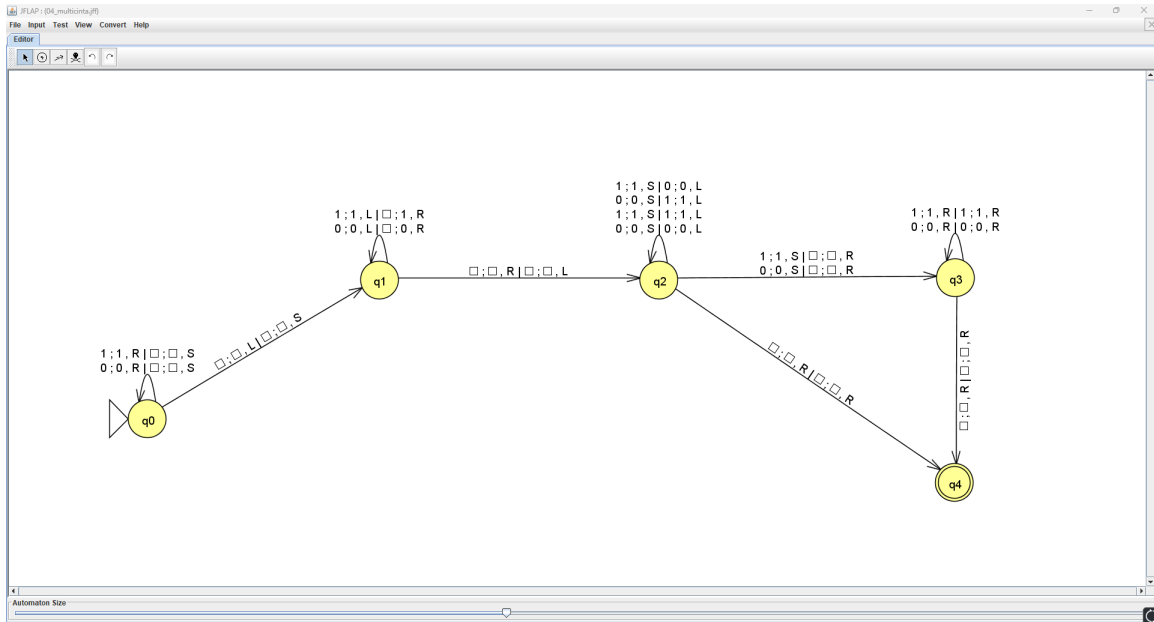 JFLAP : (04_multicinta.jff)
File Input Test View Convert Help
Editor
1;1,S|0;0,L
0;0,S|1;1,L
1;1,S|1;1,L
0;0,S|0;0,L
1;1,L|□;1,R
0;0,L|□;0,R
1;1,R|1;1,R
0;0,R|0;0,R
1;1,S|□;□,R
0;0,S|□;□,R
q1
□;□,R|□;□,L
q2
q3
□;□,L|□;□,S
1;1,R|□;□,S
0;0,R|□;□,S
□;□,R|□;□,R
□;□,R|□;□,R
q0
q4
Automaton Size